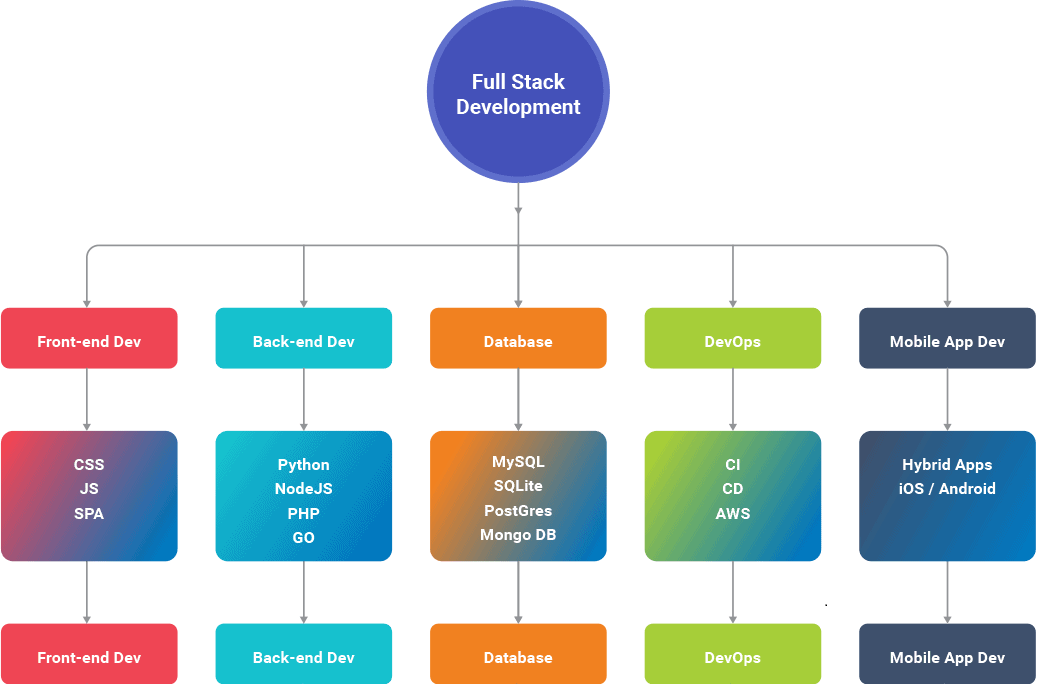 Full Stack
Development
Front-end Dev
Back-end Dev
Database
DevOps
Mobile App Dev
CSS
JS
SPA
Python
NodeJS
PHP
GO
MySQL
SQLite
PostGres
Mongo DB
CI
CD
AWS
Hybrid Apps
iOS / Android
.
Front-end Dev
Back-end Dev
Database
DevOps
Mobile App Dev